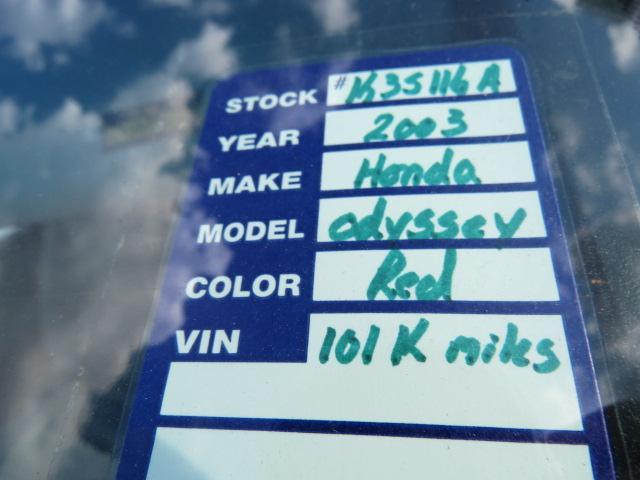 STOCK # K35116A
YEAR 2003
MAKE Honda
MODEL odyssey
COLOR Red
VIN 101K miles